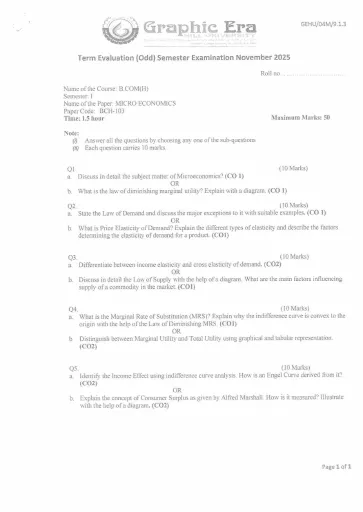 GEHU/04M/9.1.3
Graphic Era
HILL UNIVERSITY
Term Evaluation (Odd) Semester Examination November 2025
Roll no
Name of the Course: B.COM(H)
Semester: I
Name of the Paper: MICRO ECONOMICS
Paper Code: BCH-103
Time: 1.5 hour Maximum Marks: 50
Note:
(i) Answer all the questions by choosing any one of the sub-questions
(ii) Each question carries 10 marks.
Q1. (10 Marks)
a. Discuss in detail the subject matter of Microeconomics? (CO 1)
OR
b. What is the law of diminishing marginal utility? Explain with a diagram. (CO 1)
Q2. (10 Marks)
a. State the Law of Demand and discuss the major exceptions to it with suitable examples. (CO 1)
OR
b. What is Price Elasticity of Demand? Explain the different types of elasticity and describe the factors
determining the elasticity of demand for a product. (CO1)
Q3. (10 Marks)
a. Differentiate between income elasticity and cross elasticity of demand. (CO2)
OR
b. Discuss in detail the Law of Supply with the help of a diagram. What are the main factors influencing
supply of a commodity in the market. (CO1)
Q4. (10 Marks)
a. What is the Marginal Rate of Substitution (MRS)? Explain why the indifference curve is convex to the
origin with the help of the Law of Diminishing MRS. (CO1)
OR
b. Distinguish between Marginal Utility and Total Utility using graphical and tabular representation.
(CO2)
Q5. (10 Marks)
a. Identify the Income Effect using indifference curve analysis. How is an Engel Curve derived from it?
(CO2)
OR
b. Explain the concept of Consumer Surplus as given by Alfred Marshall. How is it measured? Illustrate
with the help of a diagram. (CO2)
Page 1 of 1